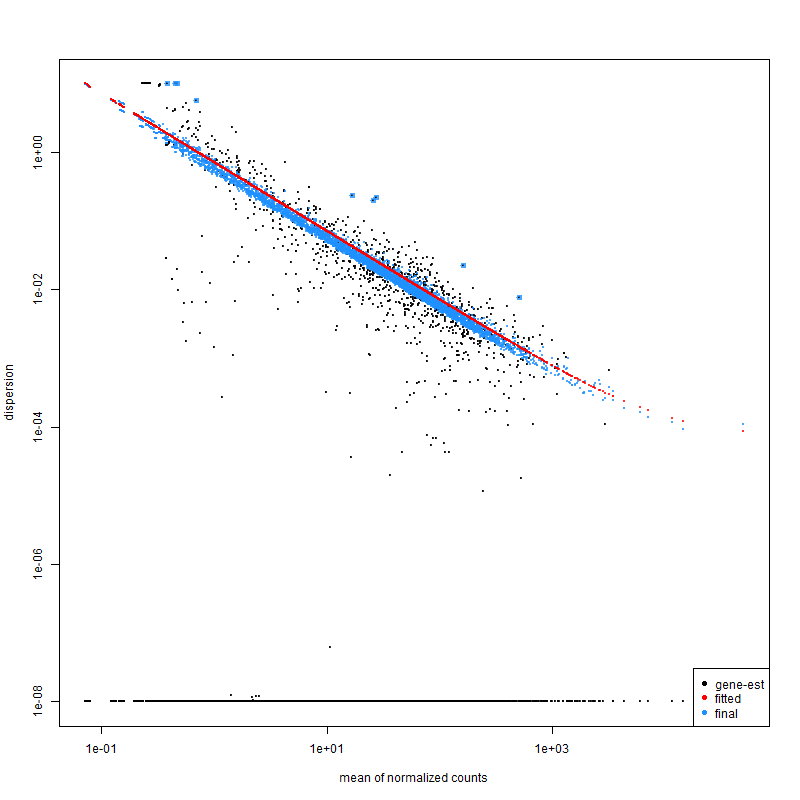 dispersion
1e+00
1e-02
1e-04
1e-06
1e-08
1e-01
1e+01
1e+03
mean of normalized counts
gene-est
fitted
final